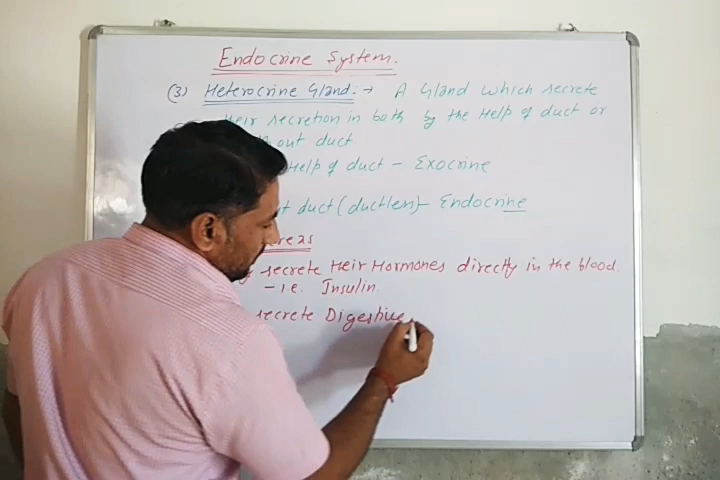 Endocrine System.
(3) Heterocrine Gland. → A Gland which secrete
their secretion in both by the Help of duct or
out duct
Help of duct - Exocrine
duct (ductless) - Endocrine
secrete their Hormones directly in the blood.
- i.e. Insulin.
secrete Digestive